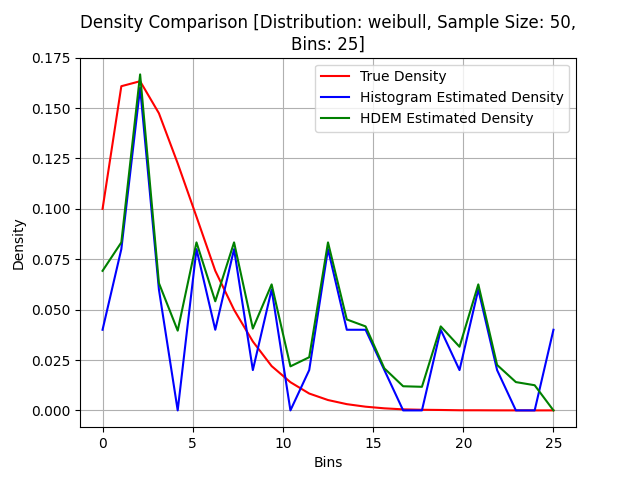 Density Comparison [Distribution: weibull, Sample Size: 50,
Bins: 25]
True Density
Histogram Estimated Density
HDEM Estimated Density
Density
0.175
0.150
0.125
0.100
0.075
0.050
0.025
0.000
0 5 10 15 20 25
Bins